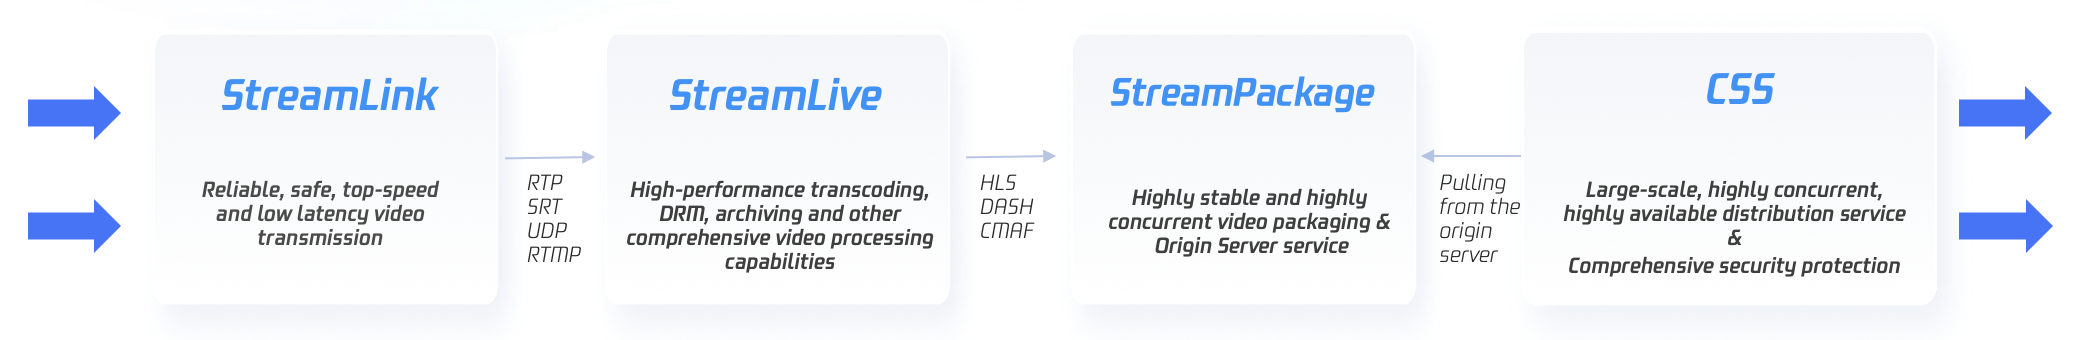 StreamLink
Reliable, safe, top-speed
and low latency video
transmission
RTP
SRT
UDP
RTMP
StreamLive
High-performance transcoding,
DRM, archiving and other
comprehensive video processing
capabilities
HLS
DASH
CMAF
StreamPackage
Highly stable and highly
concurrent video packaging &
Origin Server service
Pulling
from the
origin
server
CSS
Large-scale, highly concurrent,
highly available distribution service
&
Comprehensive security protection